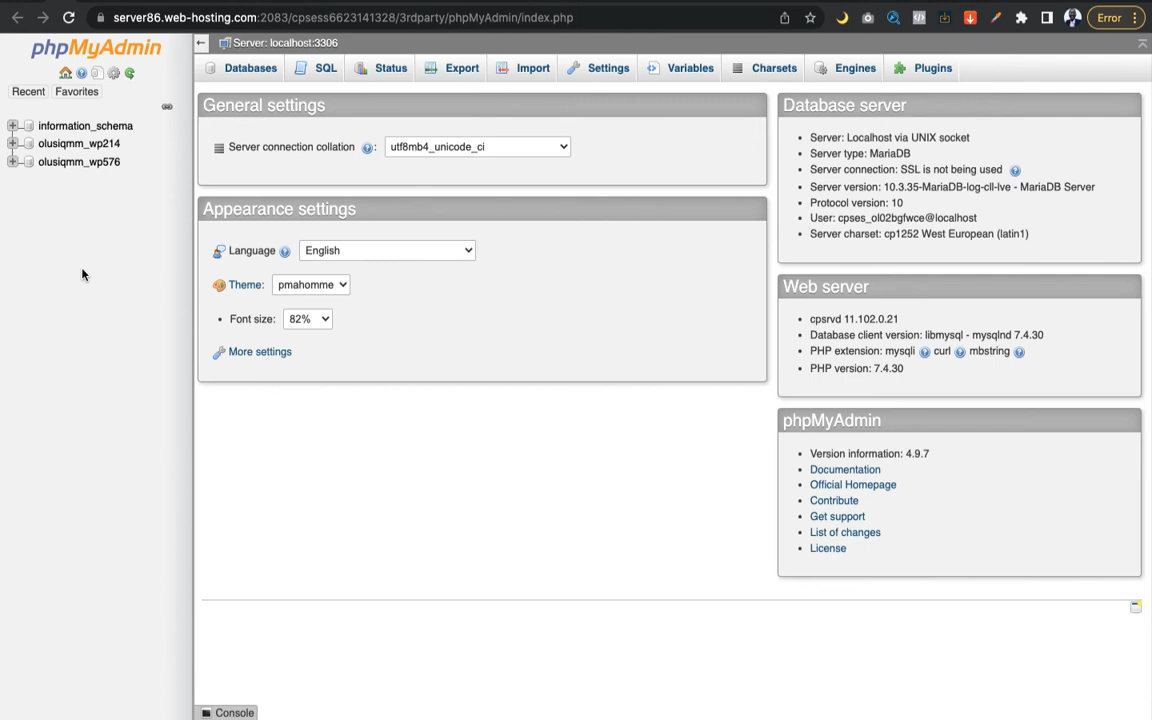 server86.web-hosting.com:2083/cpsess6623141328/3rdparty/phpMyAdmin/index.php
Error
phpMyAdmin
Recent
Favorites
information_schema
olusiqmm_wp214
olusiqmm_wp576
Server: localhost:3306
Databases
SQL
Status
Export
Import
Settings
Variables
Charsets
Engines
Plugins
General settings
Server connection collation
:
utf8mb4_unicode_ci
Appearance settings
Language
English
Theme:
pmahomme
Font size:
82%
More settings
Database server
Server: Localhost via UNIX socket
Server type: MariaDB
Server connection: SSL is not being used
Server version: 10.3.35-MariaDB-log-cll-lve - MariaDB Server
Protocol version: 10
User: cpses_ol02bgfwce@localhost
Server charset: cp1252 West European (latin1)
Web server
cpsrvd 11.102.0.21
Database client version: libmysql - mysqlnd 7.4.30
PHP extension: mysqli curl mbstring
PHP version: 7.4.30
phpMyAdmin
Version information: 4.9.7
Documentation
Official Homepage
Contribute
Get support
List of changes
License
Console